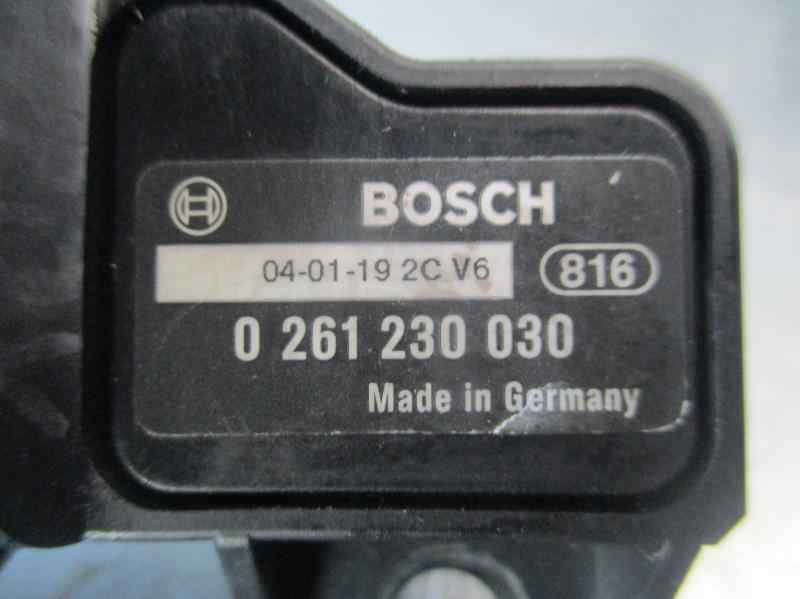 BOSCH
04-01-19 2C V6 816
0 261 230 030
Made in Germany